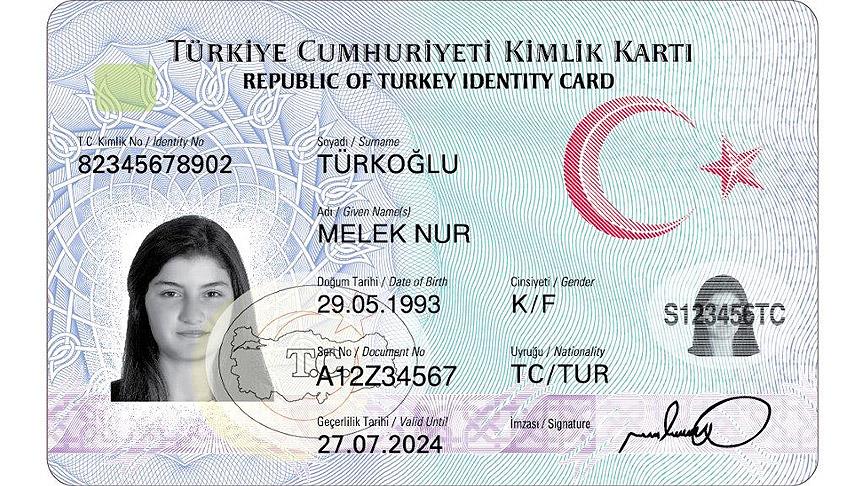 TÜRKİYE CUMHURİYETİ KİMLİK KARTI
REPUBLIC OF TURKEY IDENTITY CARD
T.C. Kimlik No / Identity No
82345678902
Soyadı / Surname
TÜRKOĞLU
Adı / Given Name(s)
MELEK NUR
Doğum Tarihi / Date of Birth
29.05.1993
Cinsiyeti / Gender
K/F
S123456TC
Seri No / Document No
A12Z34567
T.C.
Uyruğu / Nationality
TC/TUR
Geçerlilik Tarihi / Valid Until
27.07.2024
İmzası / Signature